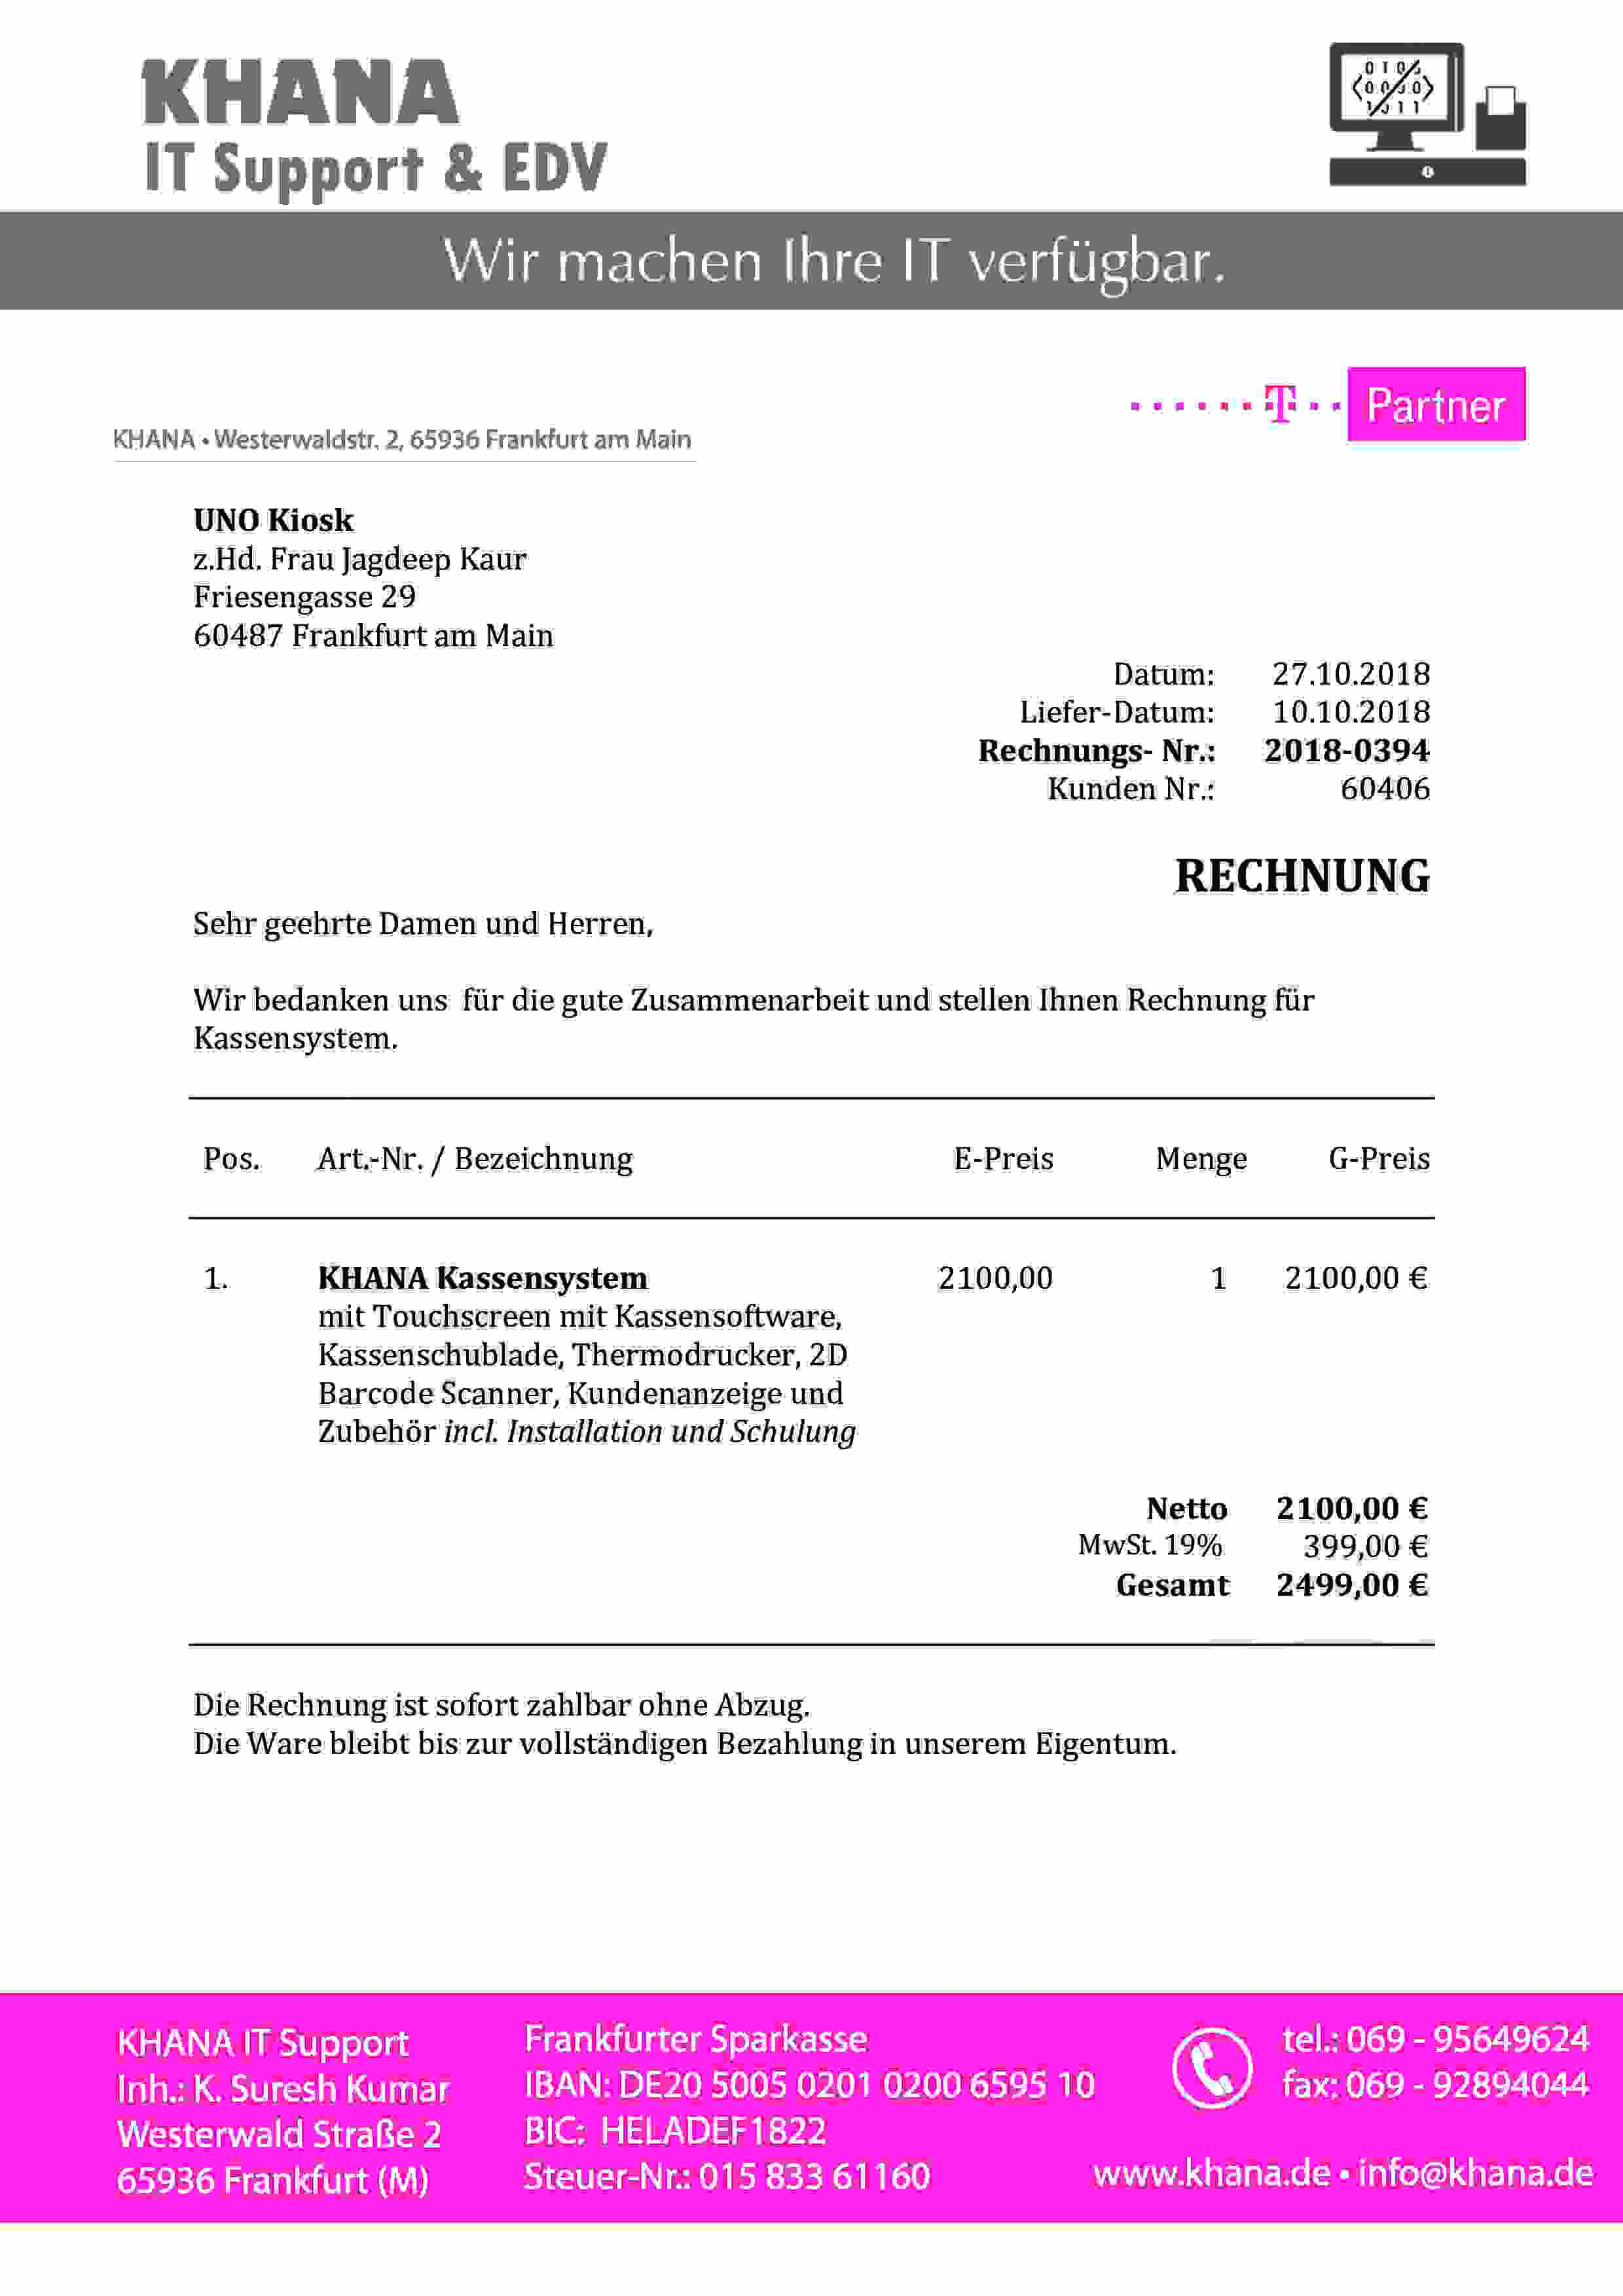 KHANA
IT Support & EDV
Wir machen Ihre IT verfügbar.
T Partner
KHANA • Westerwaldstr. 2, 65936 Frankfurt am Main
UNO Kiosk
z.Hd. Frau Jagdeep Kaur
Friesengasse 29
60487 Frankfurt am Main
Datum: 27.10.2018
Liefer-Datum: 10.10.2018
Rechnungs- Nr.: 2018-0394
Kunden Nr.: 60406
RECHNUNG
Sehr geehrte Damen und Herren,
Wir bedanken uns für die gute Zusammenarbeit und stellen Ihnen Rechnung für
Kassensystem.
Pos. Art.-Nr. / Bezeichnung E-Preis Menge G-Preis
1. KHANA Kassensystem 2100,00 1 2100,00 €
mit Touchscreen mit Kassensoftware,
Kassenschublade, Thermodrucker, 2D
Barcode Scanner, Kundenanzeige und
Zubehör incl. Installation und Schulung
Netto 2100,00 €
MwSt. 19% 399,00 €
Gesamt 2499,00 €
Die Rechnung ist sofort zahlbar ohne Abzug.
Die Ware bleibt bis zur vollständigen Bezahlung in unserem Eigentum.
KHANA IT Support
Inh.: K. Suresh Kumar
Westerwald Straße 2
65936 Frankfurt (M)
Frankfurter Sparkasse
IBAN: DE20 5005 0201 0200 6595 10
BIC: HELADEF1822
Steuer-Nr.: 015 833 61160
tel.: 069 - 95649624
fax: 069 - 92894044
www.khana.de • info@khana.de